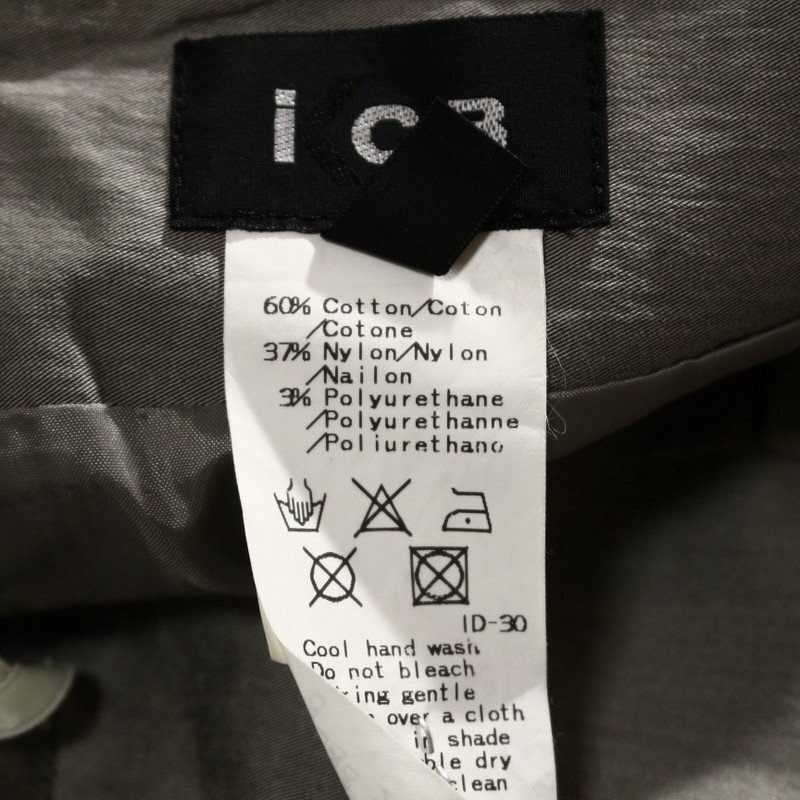 iCB
60% Cotton/Coton
/Cotone
37% Nylon/Nylon
/Nailon
3% Polyurethane
/Polyurethanne
/Poliurethano
ID-30
Cool hand wash
Do not bleach
gentle
over a cloth
in shade
dry
clean